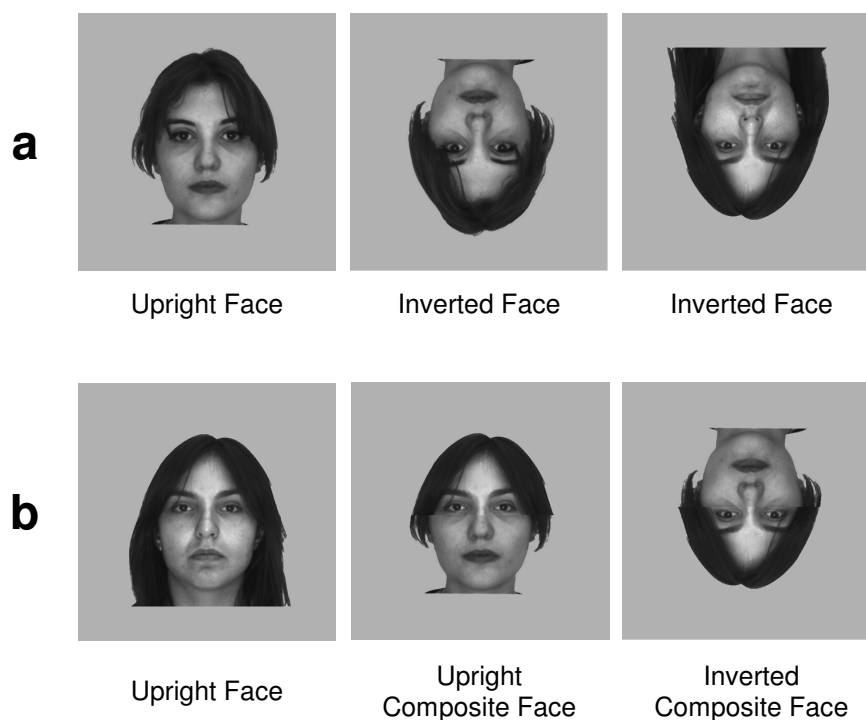 a
Upright Face
Inverted Face
Inverted Face
b
Upright Face
Upright
Composite Face
Inverted
Composite Face